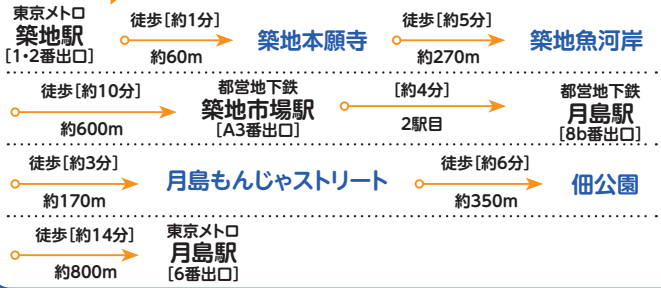 東京メトロ
築地駅
[1・2番出口]
徒歩[約1分]
約60m
築地本願寺
徒歩[約5分]
約270m
築地魚河岸
徒歩[約10分]
約600m
都営地下鉄
築地市場駅
[A3番出口]
[約4分]
2駅目
都営地下鉄
月島駅
[8b番出口]
徒歩[約3分]
約170m
月島もんじゃストリート
徒歩[約6分]
約350m
佃公園
徒歩[約14分]
約800m
東京メトロ
月島駅
[6番出口]